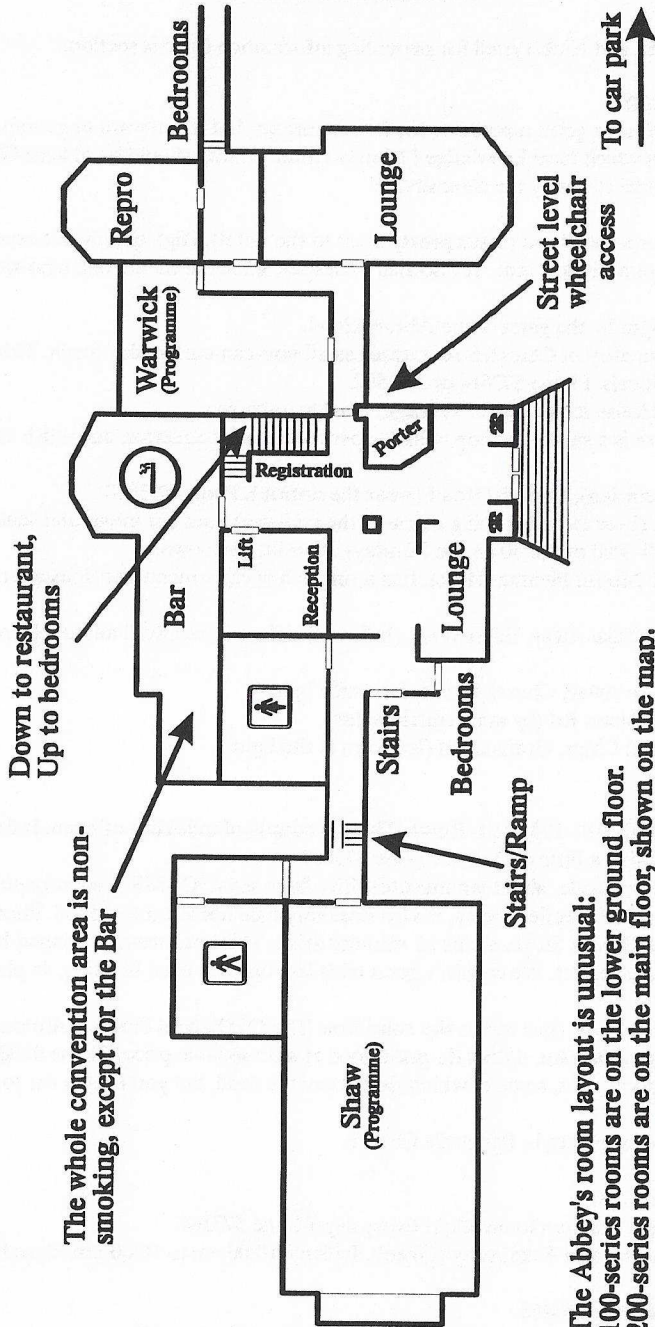 Down to restaurant,
Up to bedrooms
The whole convention area is non-
smoking, except for the Bar
Bar
Warwick
(Programme)
Repro
Bedrooms
Lift
Registration
Reception
Porter
Lounge
Lounge
Street level
wheelchair
access
To car park
Stairs
Bedrooms
Stairs/Ramp
Shaw
(Programme)
The Abbey's room layout is unusual:
100-series rooms are on the lower ground floor.
200-series rooms are on the main floor, shown on the map.